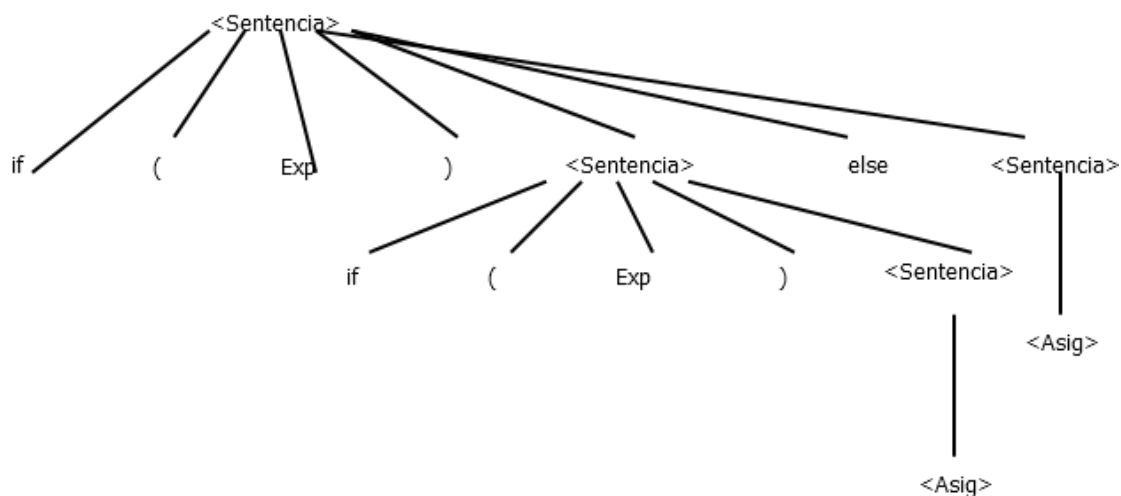 <Sentencia>
if ( Exp ) <Sentencia> else <Sentencia>
if ( Exp ) <Sentencia>
<Asig>
<Asig>